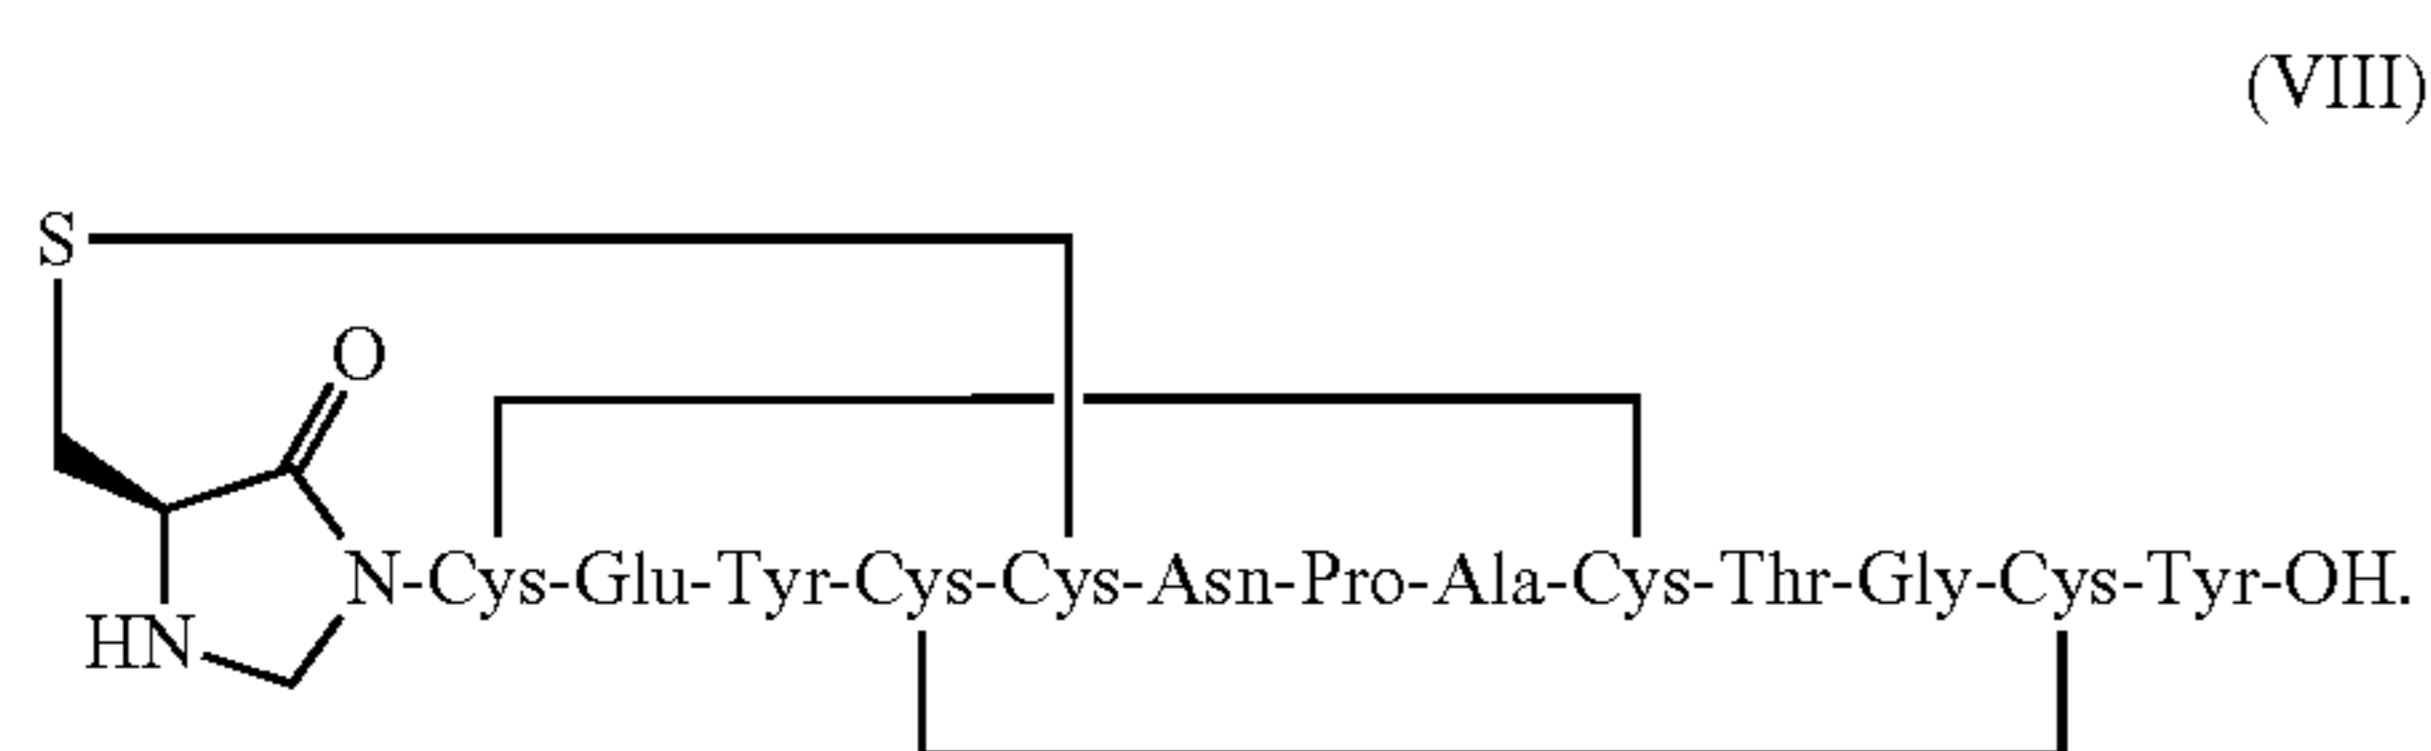 (VIII)
S
O
N-Cys-Glu-Tyr-Cys-Cys-Asn-Pro-Ala-Cys-Thr-Gly-Cys-Tyr-OH.
HN